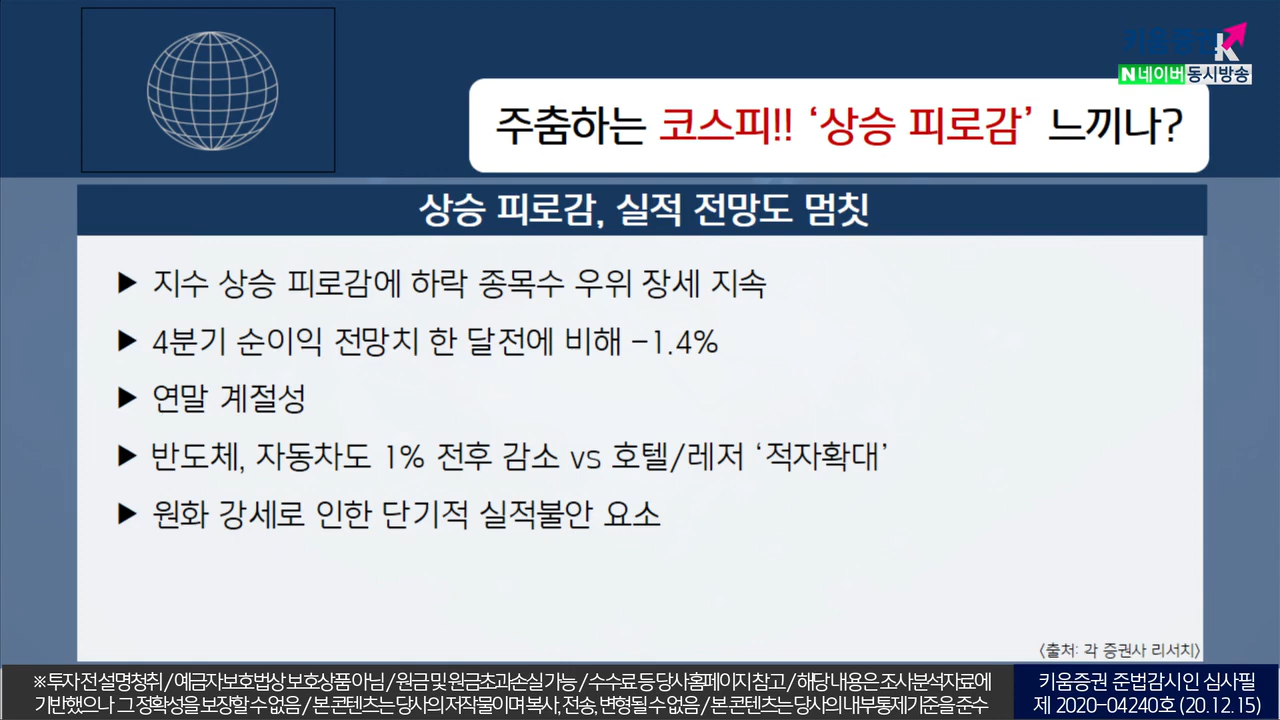 키움증권
N네이버 동시방송
주춤하는 코스피!! ‘상승 피로감’ 느끼나?
상승 피로감, 실적 전망도 멈칫
▶ 지수 상승 피로감에 하락 종목수 우위 장세 지속
▶ 4분기 순이익 전망치 한 달전에 비해 -1.4%
▶ 연말 계절성
▶ 반도체, 자동차도 1% 전후 감소 vs 호텔/레저 ‘적자확대’
▶ 원화 강세로 인한 단기적 실적불안 요소
<출처: 각 증권사 리서치>
※ 투자 전 설명청취 / 예금자보호법상 보호상품 아님 / 원금 및 원금초과손실 가능 / 수수료 등 당사홈페이지 참고 / 해당 내용은 조사분석자료에
기반했으나 그 정확성을 보장할 수 없음 / 본 콘텐츠는 당사의 저작물이며 복사, 전송, 변형될 수 없음 / 본 콘텐츠는 당사의 내부통제기준을 준수
키움증권 준법감시인 심사필
제 2020-04240호 (20.12.15)